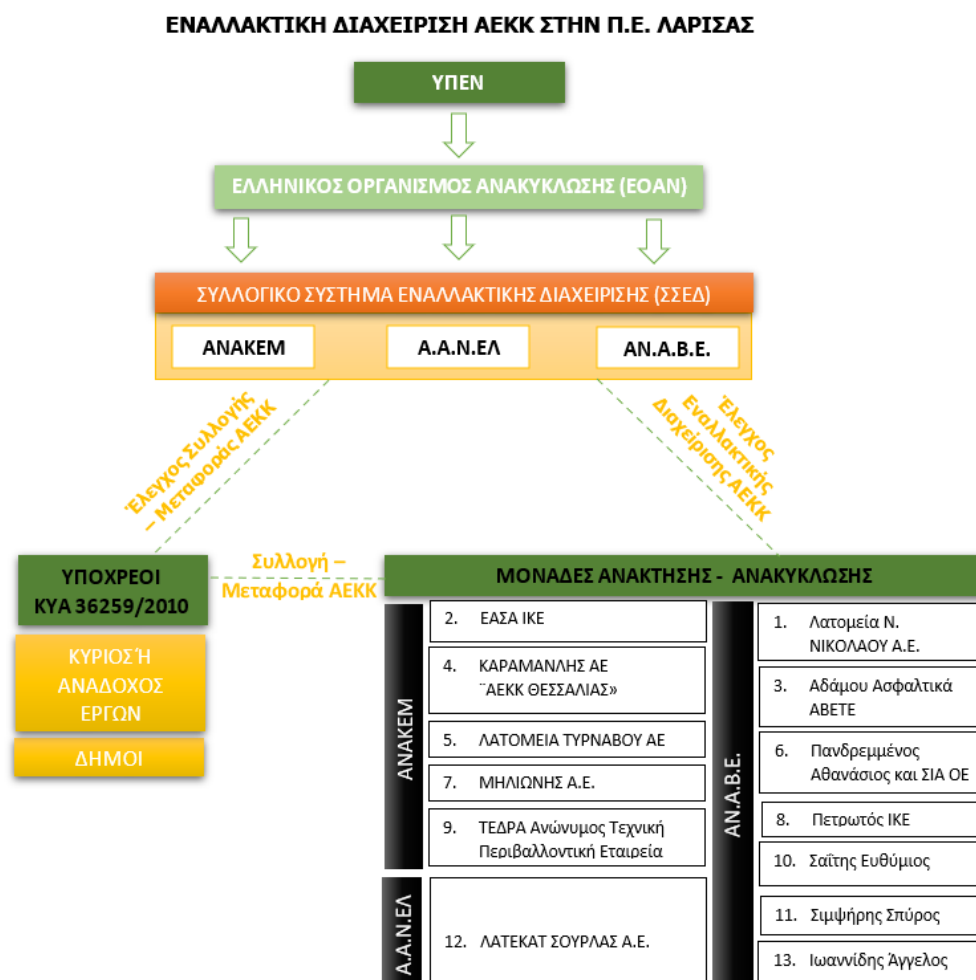 ΕΝΑΛΛΑΚΤΙΚΗ ΔΙΑΧΕΙΡΙΣΗ ΑΕΚΚ ΣΤΗΝ Π.Ε. ΛΑΡΙΣΑΣ
ΥΠΕΝ
ΕΛΛΗΝΙΚΟΣ ΟΡΓΑΝΙΣΜΟΣ ΑΝΑΚΥΚΛΩΣΗΣ (ΕΟΑΝ)
ΣΥΛΛΟΓΙΚΟ ΣΥΣΤΗΜΑ ΕΝΑΛΛΑΚΤΙΚΗΣ ΔΙΑΧΕΙΡΙΣΗΣ (ΣΣΕΔ)
ΑΝΑΚΕΜ
Α.Α.Ν.ΕΛ
ΑΝ.Α.Β.Ε.
Έλεγχος Συλλογής
– Μεταφοράς ΑΕΚΚ
Έλεγχος
Εναλλακτικής
Διαχείρισης ΑΕΚΚ
ΥΠΟΧΡΕΟΙ
ΚΥΑ 36259/2010
ΚΥΡΙΟΣ Ή
ΑΝΑΔΟΧΟΣ
ΕΡΓΩΝ
ΔΗΜΟΙ
Συλλογή –
Μεταφορά ΑΕΚΚ
ΜΟΝΑΔΕΣ ΑΝΑΚΤΗΣΗΣ - ΑΝΑΚΥΚΛΩΣΗΣ
ΑΝΑΚΕΜ
2. ΕΑΣΑ ΙΚΕ
4. ΚΑΡΑΜΑΝΛΗΣ ΑΕ
¨ΑΕΚΚ ΘΕΣΣΑΛΙΑΣ»
5. ΛΑΤΟΜΕΙΑ ΤΥΡΝΑΒΟΥ ΑΕ
7. ΜΗΛΙΩΝΗΣ Α.Ε.
9. ΤΕΔΡΑ Ανώνυμος Τεχνική
Περιβαλλοντική Εταιρεία
Α.Α.Ν.ΕΛ
12. ΛΑΤΕΚΑΤ ΣΟΥΡΛΑΣ Α.Ε.
ΑΝ.Α.Β.Ε.
1. Λατομεία Ν.
ΝΙΚΟΛΑΟΥ Α.Ε.
3. Αδάμου Ασφαλτικά
ΑΒΕΤΕ
6. Πανδρεμμένος
Αθανάσιος και ΣΙΑ ΟΕ
8. Πετρωτός ΙΚΕ
10. Σαΐτης Ευθύμιος
11. Σιμψήρης Σπύρος
13. Ιωαννίδης Άγγελος